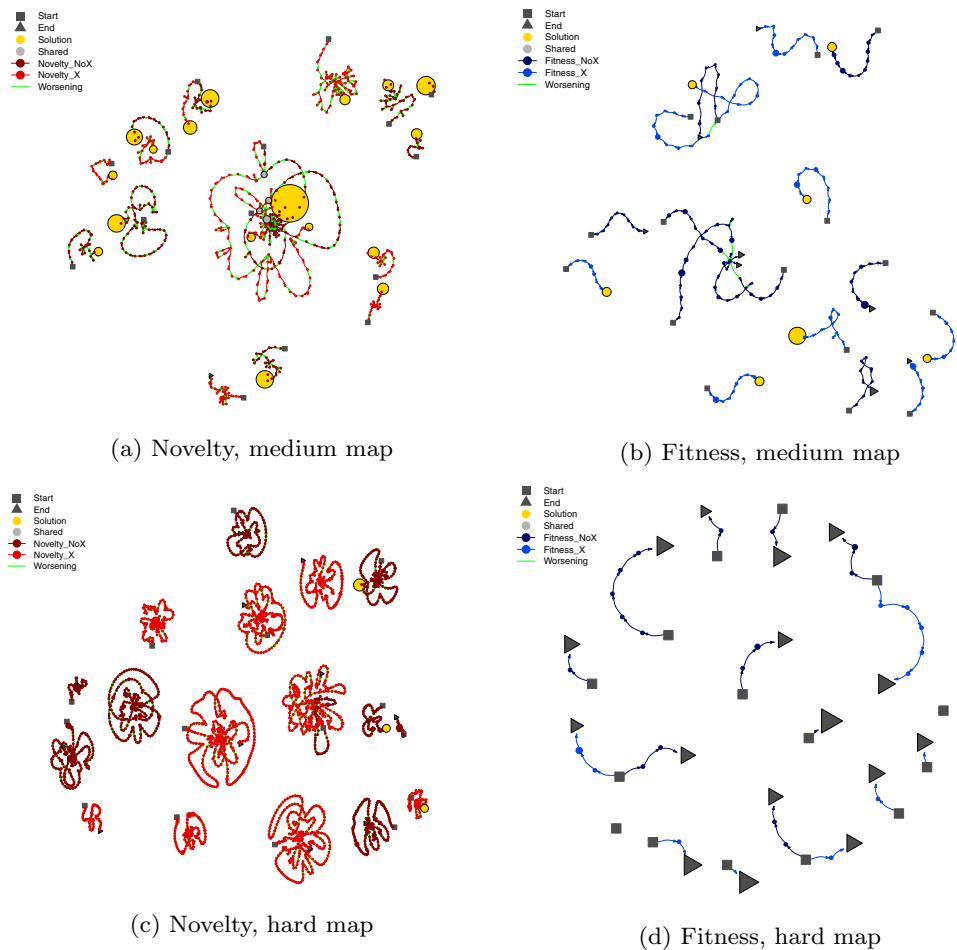 Start
End
Solution
Shared
Novelty_NoX
Novelty_X
Worsening
(a) Novelty, medium map
Start
End
Solution
Shared
Fitness_NoX
Fitness_X
Worsening
(b) Fitness, medium map
Start
End
Solution
Shared
Novelty_NoX
Novelty_X
Worsening
(c) Novelty, hard map
Start
End
Solution
Shared
Fitness_NoX
Fitness_X
Worsening
(d) Fitness, hard map